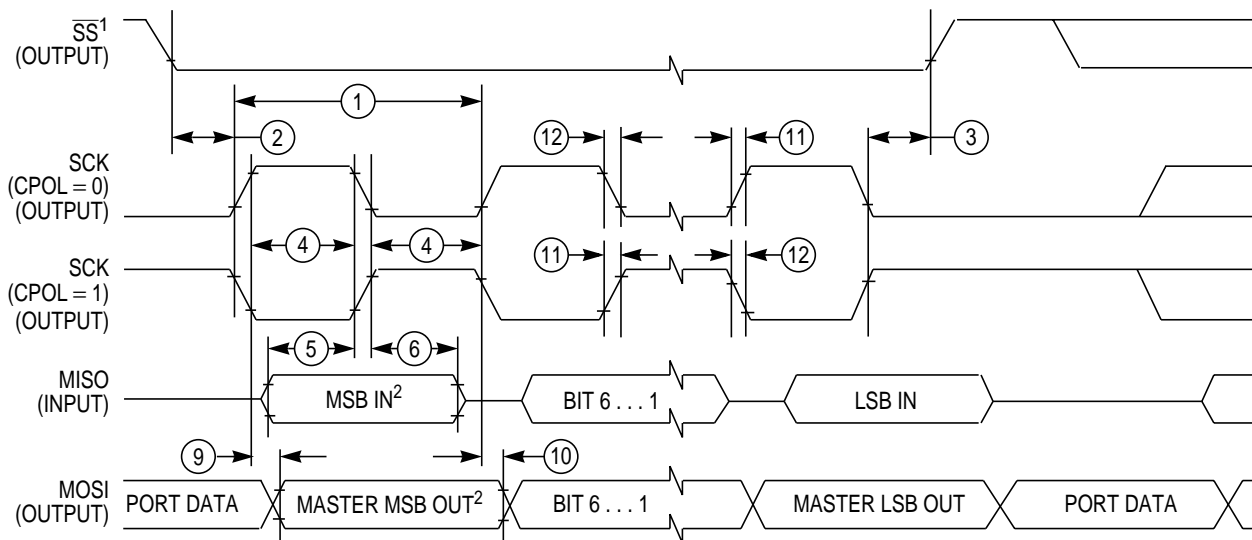 SS1
(OUTPUT)
1
2
12
11
3
SCK
(CPOL = 0)
(OUTPUT)
4
4
SCK
(CPOL = 1)
(OUTPUT)
11
12
5
6
MISO
(INPUT)
MSB IN2
BIT 6 . . . 1
LSB IN
9
10
MOSI
(OUTPUT)
PORT DATA
MASTER MSB OUT2
BIT 6 . . . 1
MASTER LSB OUT
PORT DATA